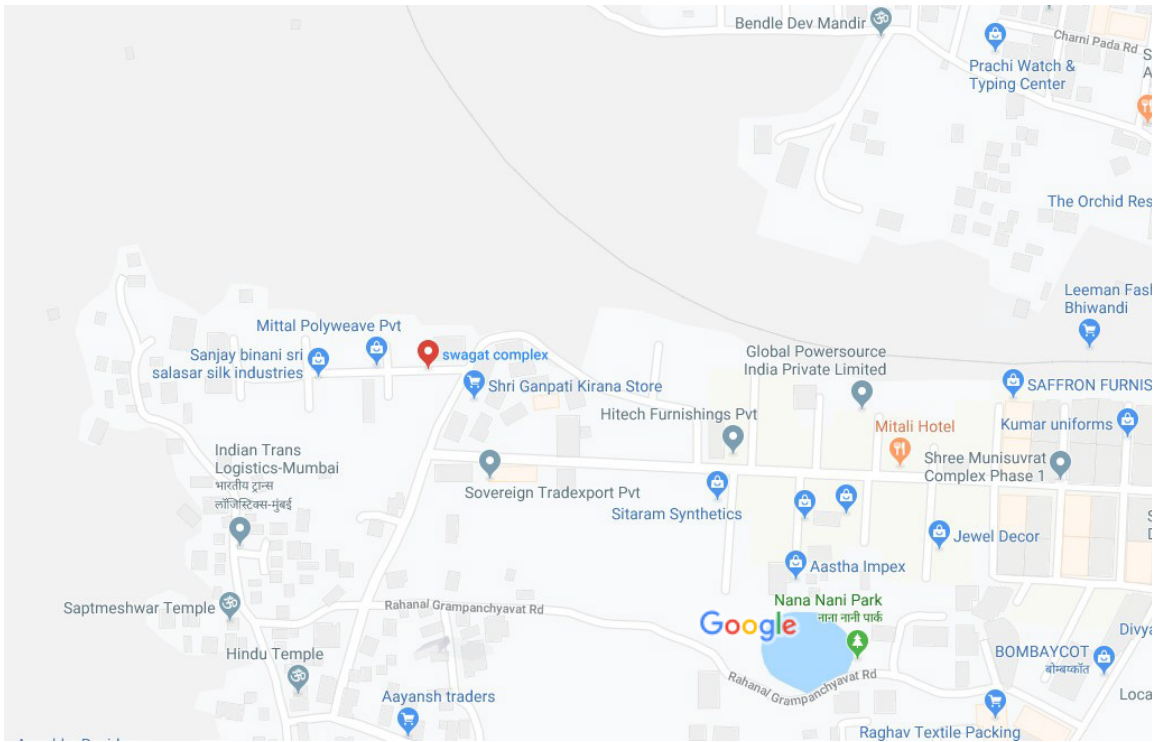 Bendle Dev Mandir
Charni Pada Rd
Prachi Watch &
Typing Center
S
A
The Orchid Res
Leeman Fash
Bhiwandi
Mittal Polyweave Pvt
Sanjay binani sri
salasar silk industries
swagat complex
Shri Ganpati Kirana Store
Global Powersource
India Private Limited
SAFFRON FURNIS
Hitech Furnishings Pvt
Mitali Hotel
Kumar uniforms
Indian Trans
Logistics-Mumbai
भारतीय ट्रान्स
लॉजिस्टिक्स-मुंबई
Shree Munisuvrat
Complex Phase 1
Sovereign Tradexport Pvt
Sitaram Synthetics
S
D
Jewel Decor
Aastha Impex
Saptmeshwar Temple
Rahanal Grampanchyavat Rd
Nana Nani Park
नाना नानी पार्क
Google
Divya
Hindu Temple
BOMBAYCOT
बोम्बय्कॉट
Rahanal Grampanchyavat Rd
Aayansh traders
Loca
Raghav Textile Packing